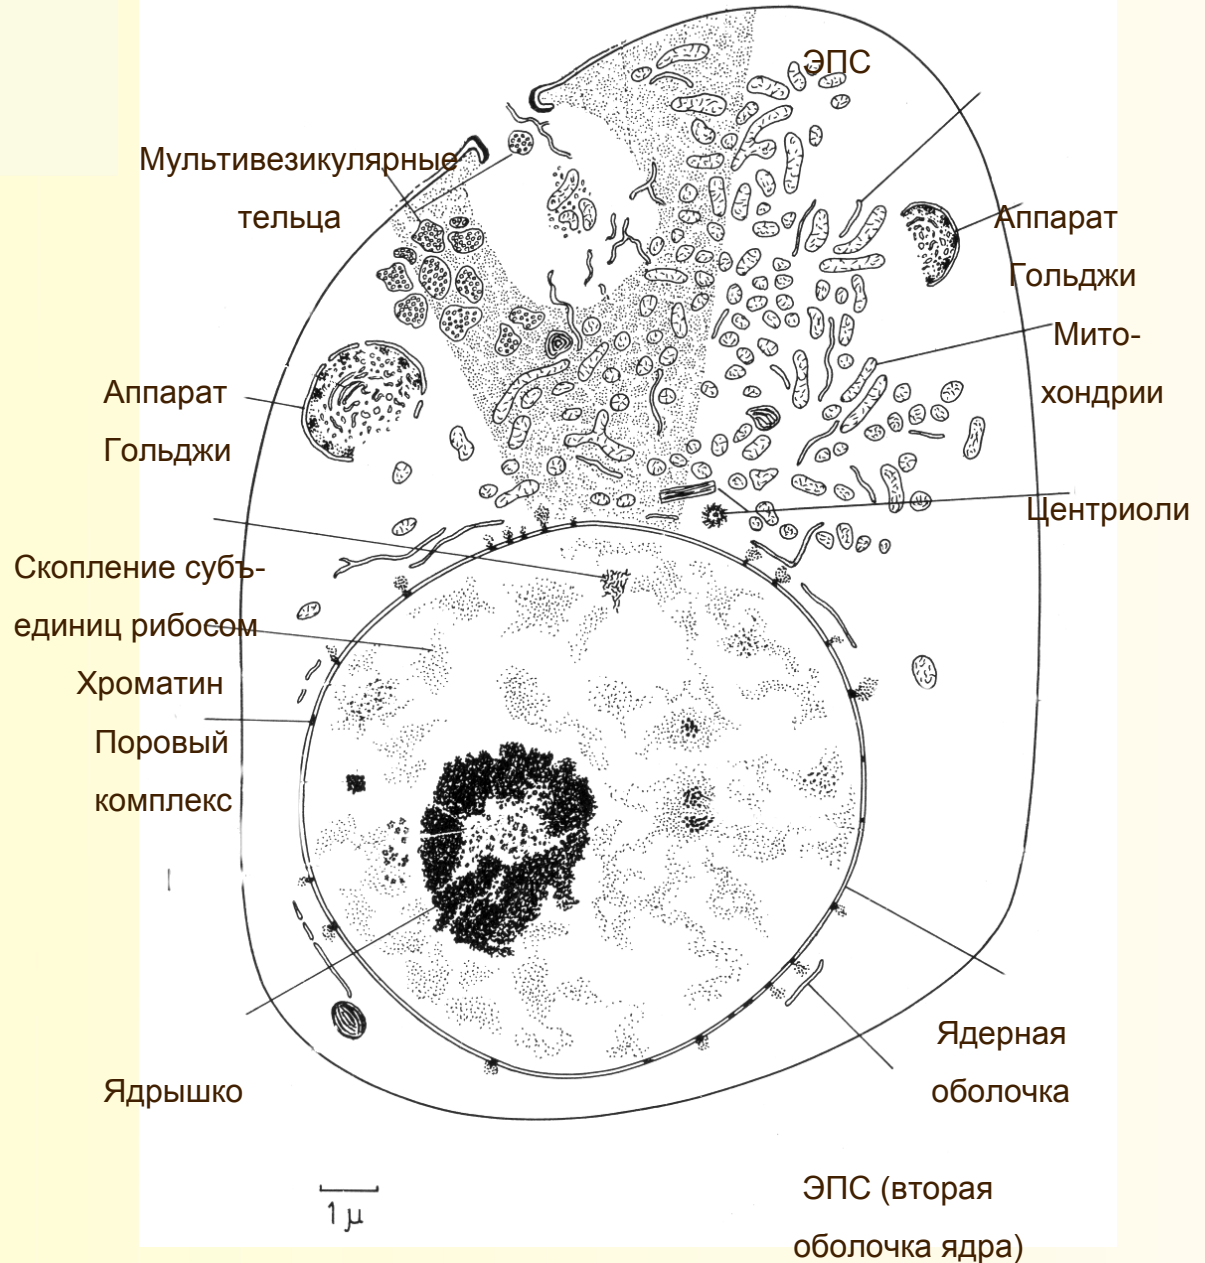 ЭПС
Мультивезикулярные
тельца
Аппарат
Гольджи
Мито-
хондрии
Аппарат
Гольджи
Центриоли
Скопление субъ-
единиц рибосом
Хроматин
Поровый
комплекс
Ядерная
оболочка
Ядрышко
ЭПС (вторая
оболочка ядра)
1 μ